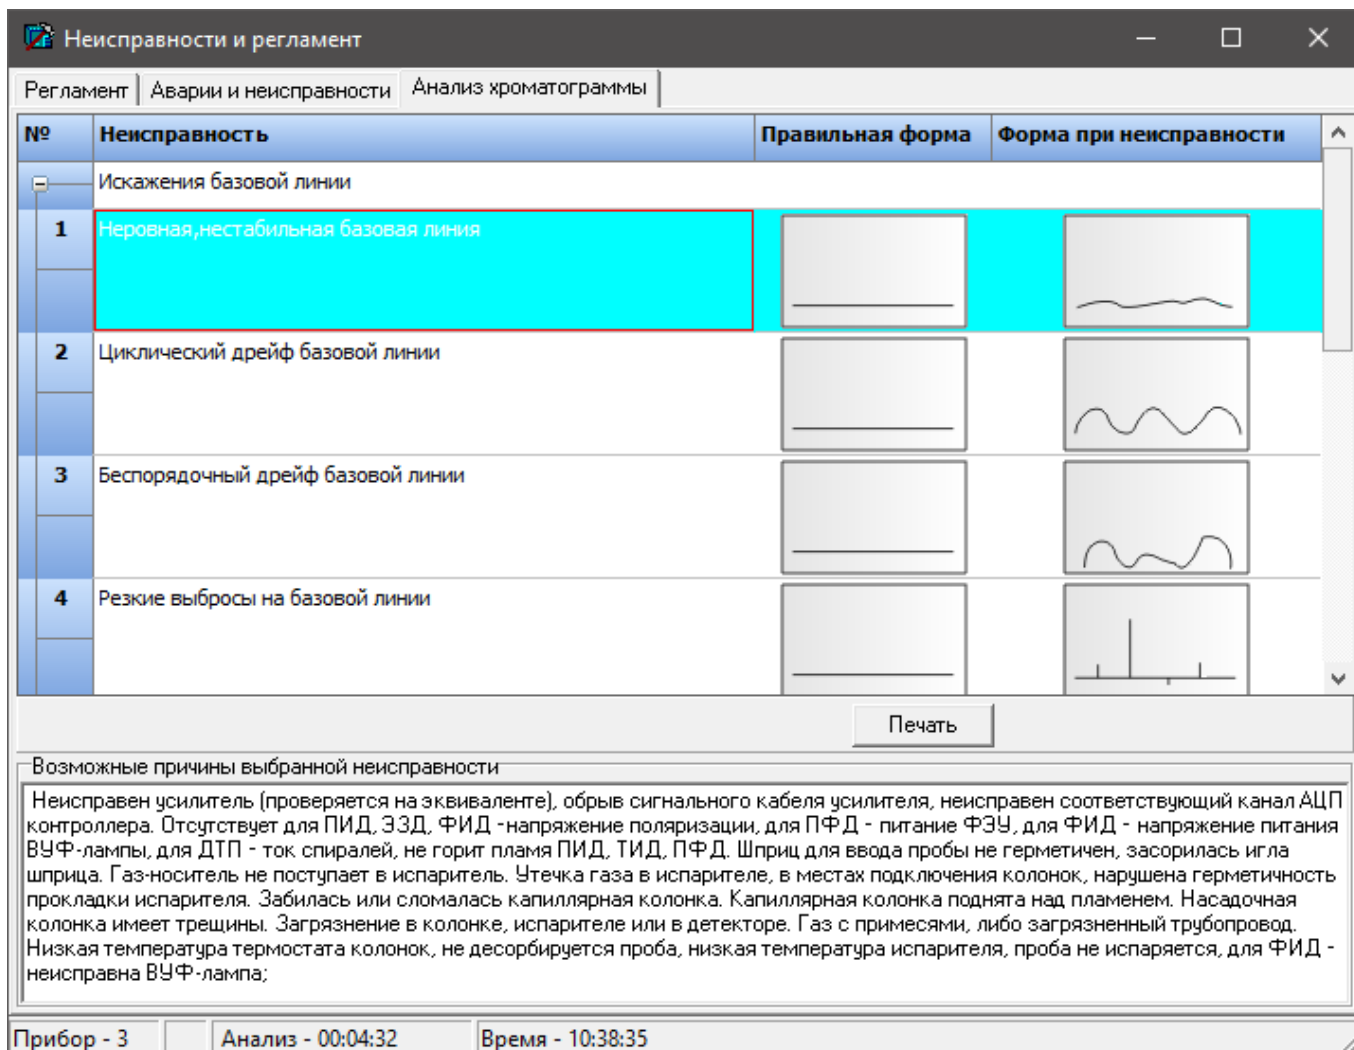 Неисправности и регламент
Регламент Аварии и неисправности Анализ хроматограммы
№ Неисправность Правильная форма Форма при неисправности
Искажения базовой линии
1 Неровная,нестабильная базовая линия
2 Циклический дрейф базовой линии
3 Беспорядочный дрейф базовой линии
4 Резкие выбросы на базовой линии
Печать
Возможные причины выбранной неисправности
Неисправен усилитель (проверяется на эквиваленте), обрыв сигнального кабеля усилителя, неисправен соответствующий канал АЦП
контроллера. Отсутствует для ПИД, ЭЗД, ФИД -напряжение поляризации, для ПФД - питание ФЭУ, для ФИД - напряжение питания
ВУФ-лампы, для ДТП - ток спиралей, не горит пламя ПИД, ТИД, ПФД. Шприц для ввода пробы не герметичен, засорилась игла
шприца. Газ-носитель не поступает в испаритель. Утечка газа в испарителе, в местах подключения колонок, нарушена герметичность
прокладки испарителя. Забилась или сломалась капиллярная колонка. Капиллярная колонка поднята над пламенем. Насадочная
колонка имеет трещины. Загрязнение в колонке, испарителе или в детекторе. Газ с примесями, либо загрязненный трубопровод.
Низкая температура термостата колонок, не десорбируется проба, низкая температура испарителя, проба не испаряется, для ФИД -
неисправна ВУФ-лампа;
Прибор - 3 Анализ - 00:04:32 Время - 10:38:35